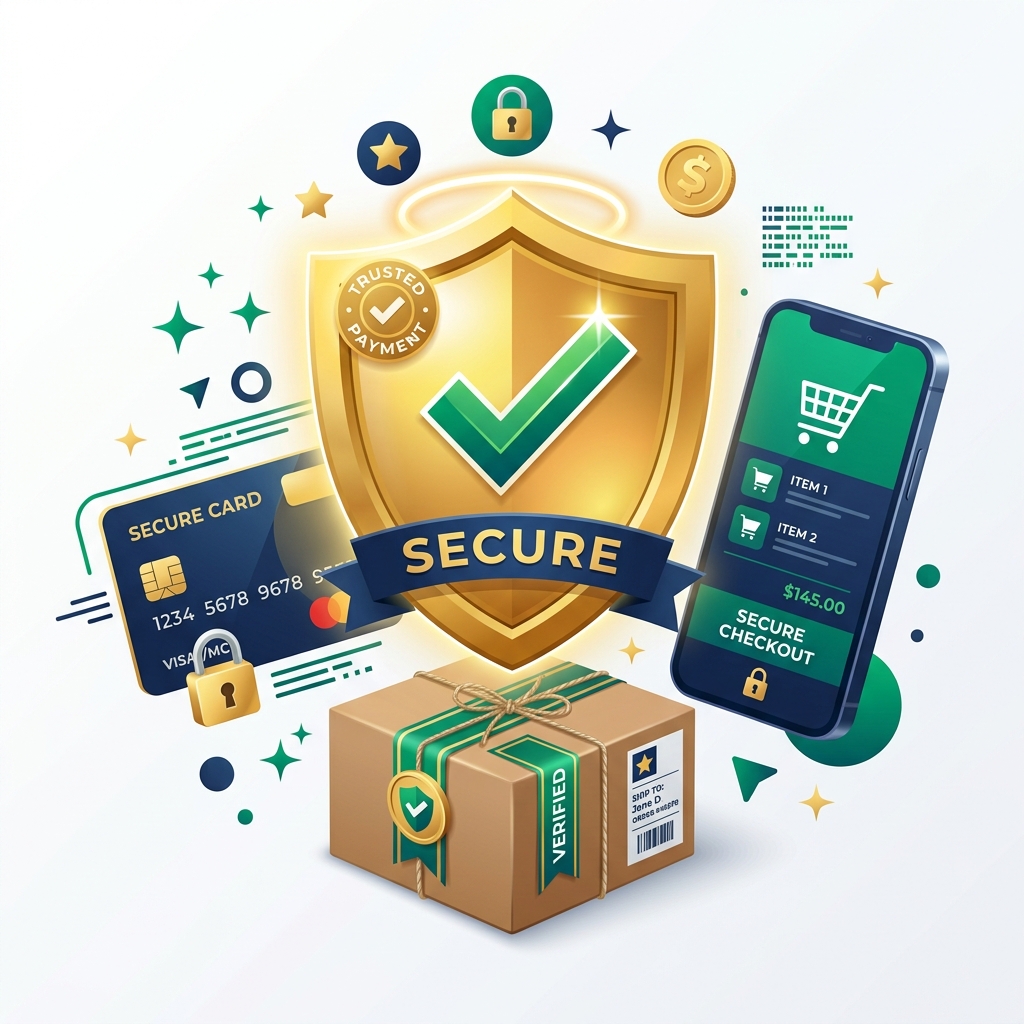 TRUSTED
PAYMENT
SECURE CARD
1234 5678 9678
VISA/MC
SECURE
ITEM 1
ITEM 2
$145.00
SECURE
CHECKOUT
VERIFIED
SHIP TO:
Jane D.